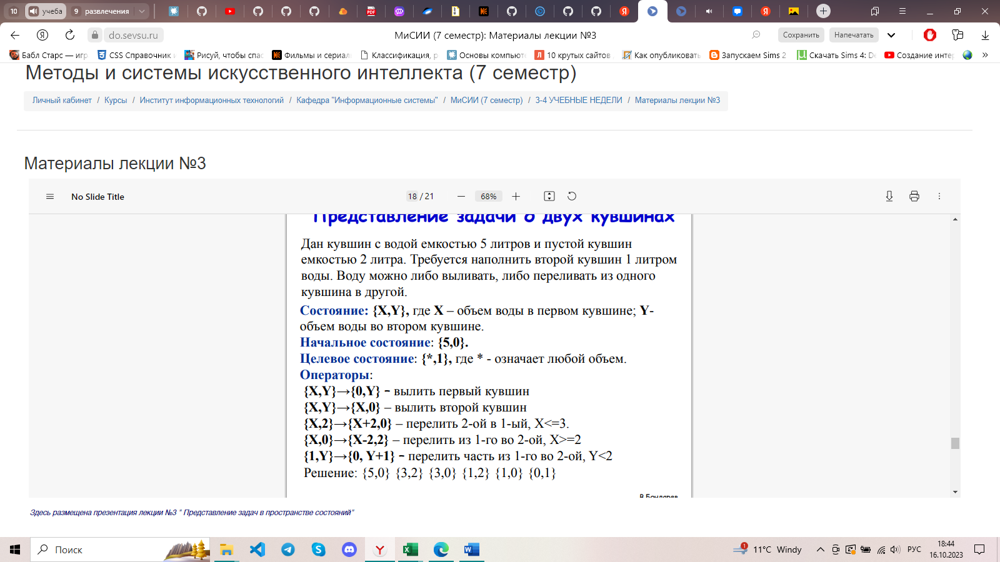 10 учеба 9 развлечения
do.sevsu.ru МиСИИ (7 семестр): Материалы лекции №3 Сохранить Напечатать
Бабл Старс — игр CSS Справочник Рисуй, чтобы спас Фильмы и сериал Классификация, р Основы компьют 10 крутых сайтов Как опубликовать Запускаем Sims 2 Скачать Sims 4: De Создание интер »
Методы и системы искусственного интеллекта (7 семестр)
Личный кабинет / Курсы / Институт информационных технологий / Кафедра "Информационные системы" / МиСИИ (7 семестр) / 3-4 УЧЕБНЫЕ НЕДЕЛИ / Материалы лекции №3
Материалы лекции №3
No Slide Title 18 / 21 68%
Представление задачи о двух кувшинах
Дан кувшин с водой емкостью 5 литров и пустой кувшин
емкостью 2 литра. Требуется наполнить второй кувшин 1 литром
воды. Воду можно либо выливать, либо переливать из одного
кувшина в другой.
Состояние: {X,Y}, где X – объем воды в первом кувшине; Y-
объем воды во втором кувшине.
Начальное состояние: {5,0}.
Целевое состояние: {*,1}, где * - означает любой объем.
Операторы:
{X,Y}→{0,Y} – вылить первый кувшин
{X,Y}→{X,0} – вылить второй кувшин
{X,2}→{X+2,0} – перелить 2-ой в 1-ый, X<=3.
{X,0}→{X-2,2} – перелить из 1-го во 2-ой, X>=2
{1,Y}→{0, Y+1} – перелить часть из 1-го во 2-ой, Y<2
Решение: {5,0} {3,2} {3,0} {1,2} {1,0} {0,1}
В.Бондарев
Здесь размещена презентация лекции №3 " Представление задач в пространстве состояний"
Поиск 1 11°C Windy РУС 18:44
16.10.2023